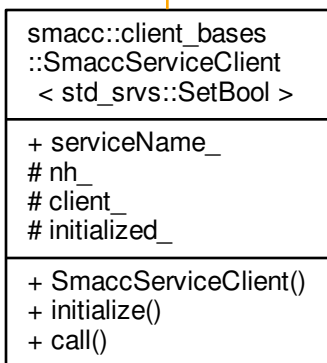 smacc::client_bases
::SmaccServiceClient
< std_srvs::SetBool >
+ serviceName_
# nh_
# client_
# initialized_
+ SmaccServiceClient()
+ initialize()
+ call()